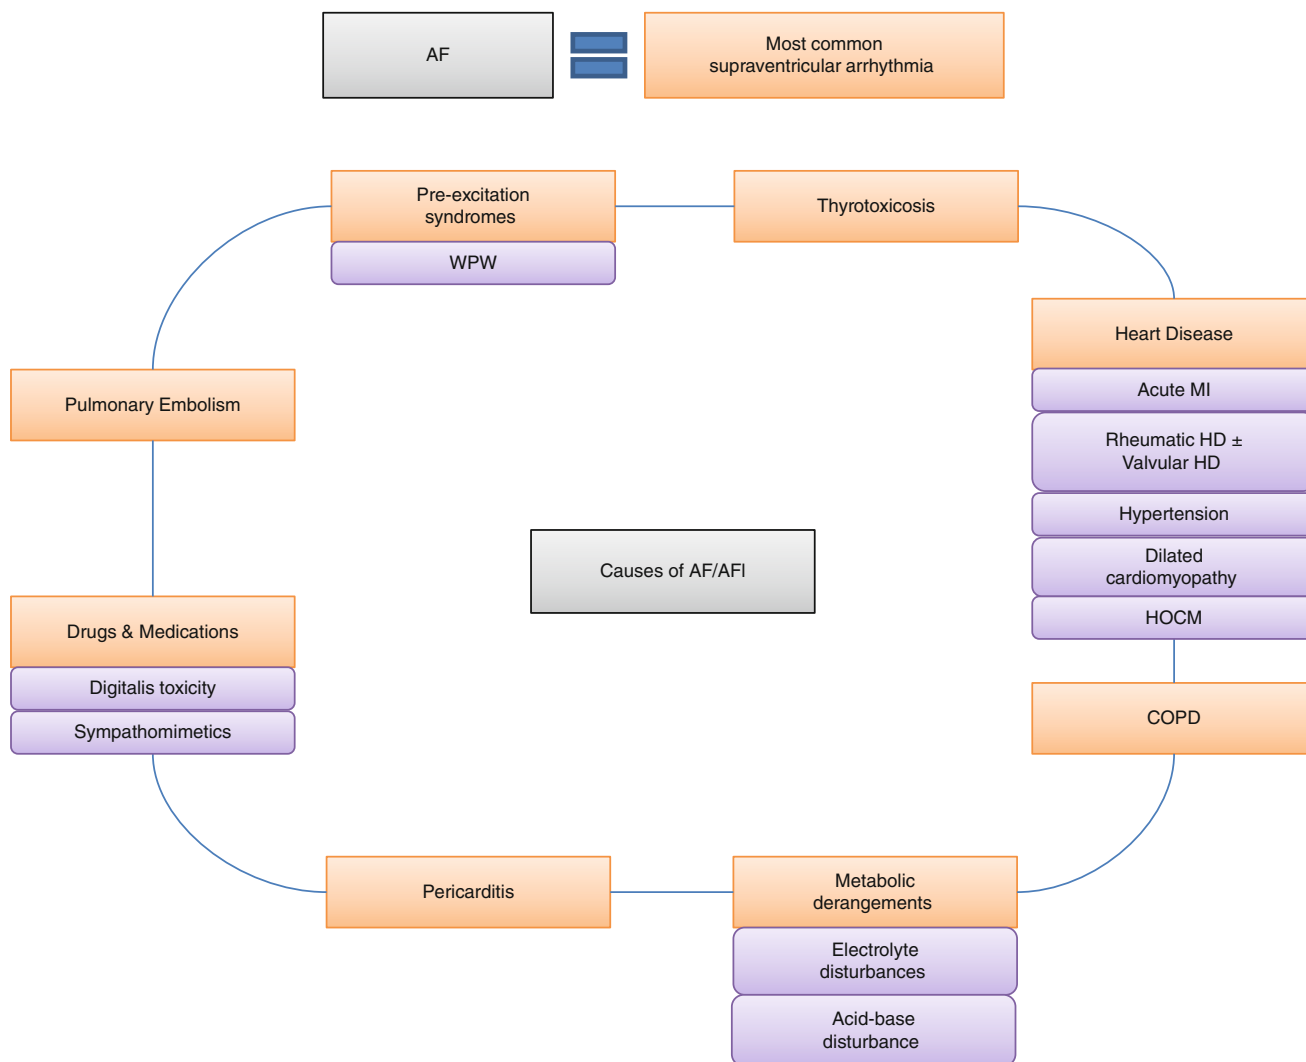 AF
Most common
supraventricular arrhythmia
Pre-excitation
syndromes
WPW
Thyrotoxicosis
Heart Disease
Acute MI
Rheumatic HD ±
Valvular HD
Hypertension
Dilated
cardiomyopathy
HOCM
Pulmonary Embolism
Causes of AF/AFl
Drugs & Medications
Digitalis toxicity
Sympathomimetics
COPD
Pericarditis
Metabolic
derangements
Electrolyte
disturbances
Acid-base
disturbance